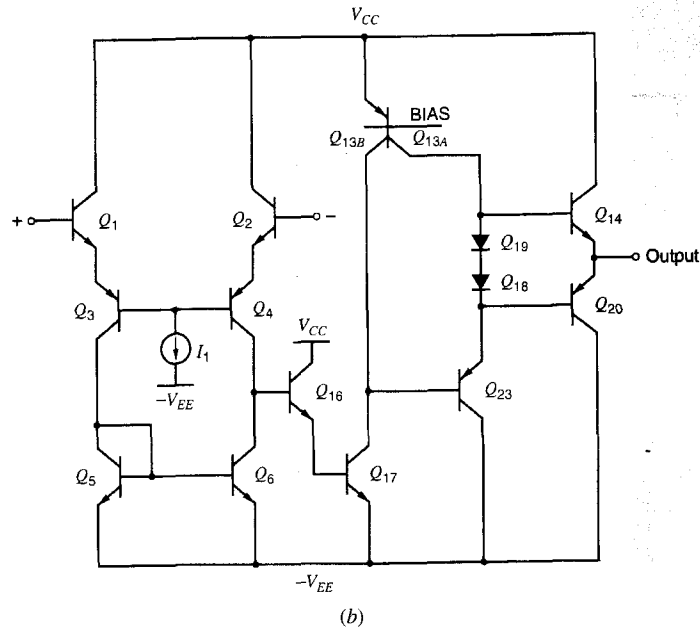 V_CC
BIAS
Q_13B
Q_13A
+
Q_1
Q_2
−
Q_14
Q_19
Output
Q_18
Q_3
Q_4
V_CC
Q_20
I_1
−V_EE
Q_16
Q_23
Q_5
Q_6
Q_17
−V_EE
(b)